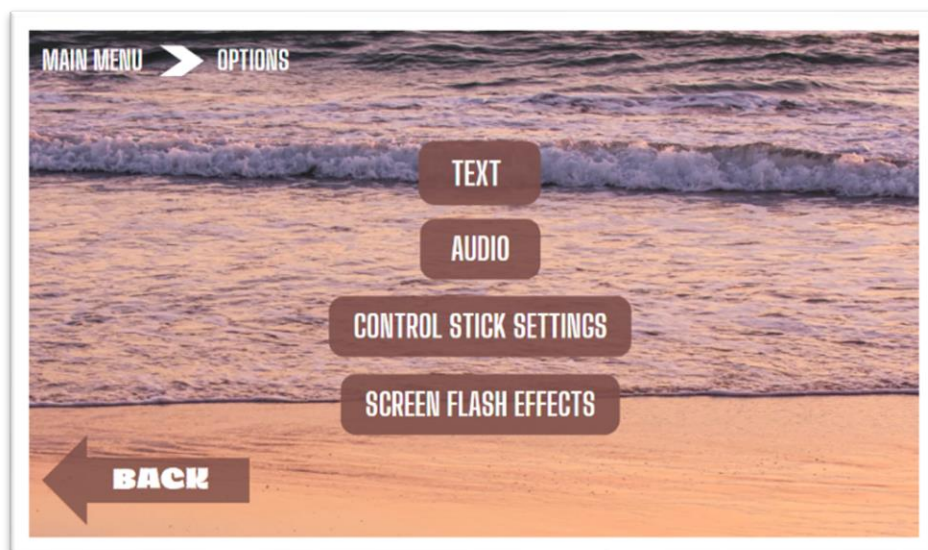 MAIN MENU OPTIONS
TEXT
AUDIO
CONTROL STICK SETTINGS
SCREEN FLASH EFFECTS
BACK